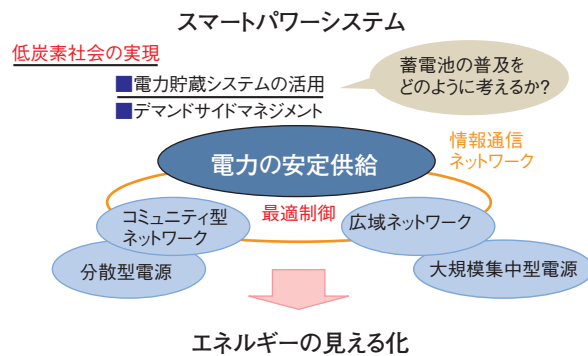 スマートパワーシステム
低炭素社会の実現
■電力貯蔵システムの活用
■デマンドサイドマネジメント
蓄電池の普及を
どのように考えるか?
電力の安定供給
情報通信
ネットワーク
コミュニティ型
ネットワーク
最適制御
広域ネットワーク
分散型電源
大規模集中型電源
エネルギーの見える化